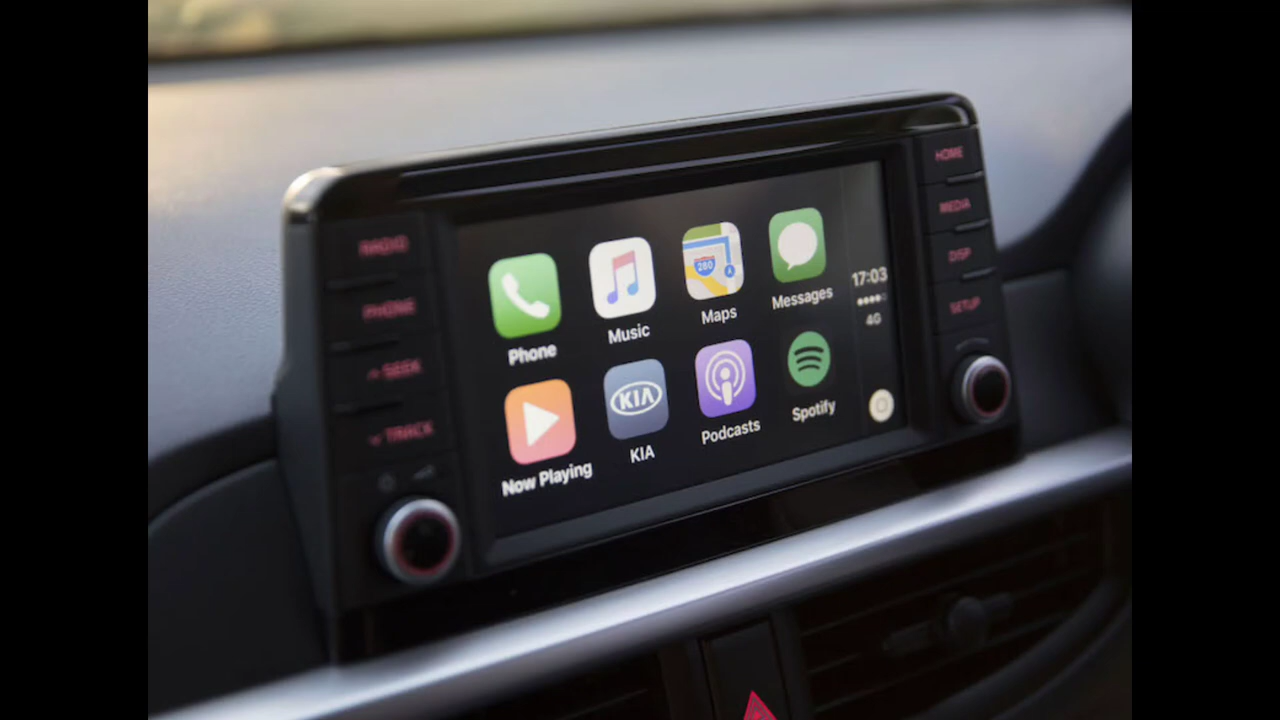 RADIO
PHONE
SEEK
TRACK
Phone
Music
280
Maps
Messages
Now Playing
KIA
KIA
Podcasts
Spotify
17:03
4G
HOME
MEDIA
DISP
SETUP